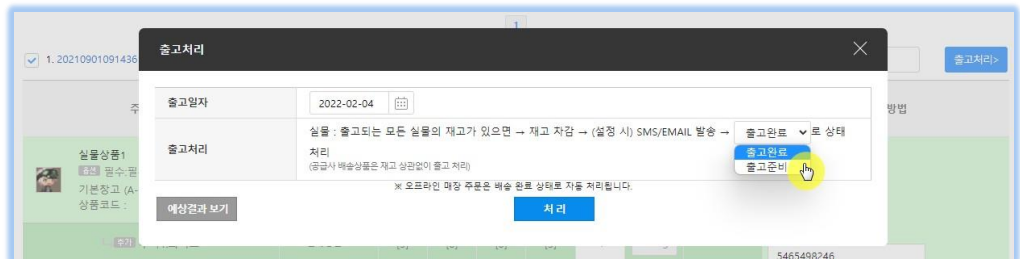 1
1. 20210901091436
출고처리>
출고처리
출고일자
2022-02-04
출고처리
실물 : 출고되는 모든 실물의 재고가 있으면 → 재고 자감 → (설정 시) SMS/EMAIL 발송 → 출고완료 로 상태
처리
(공급사 배송상품은 재고 상관없이 출고 처리)
출고완료
출고준비
※ 오프라인 매장 주문은 배송 완료 상태로 자동 처리됩니다.
예상결과 보기
처리
주
방법
실물상품1
옵션 필수:필
기본창고 (A-
상품코드 :
추가
5465498246